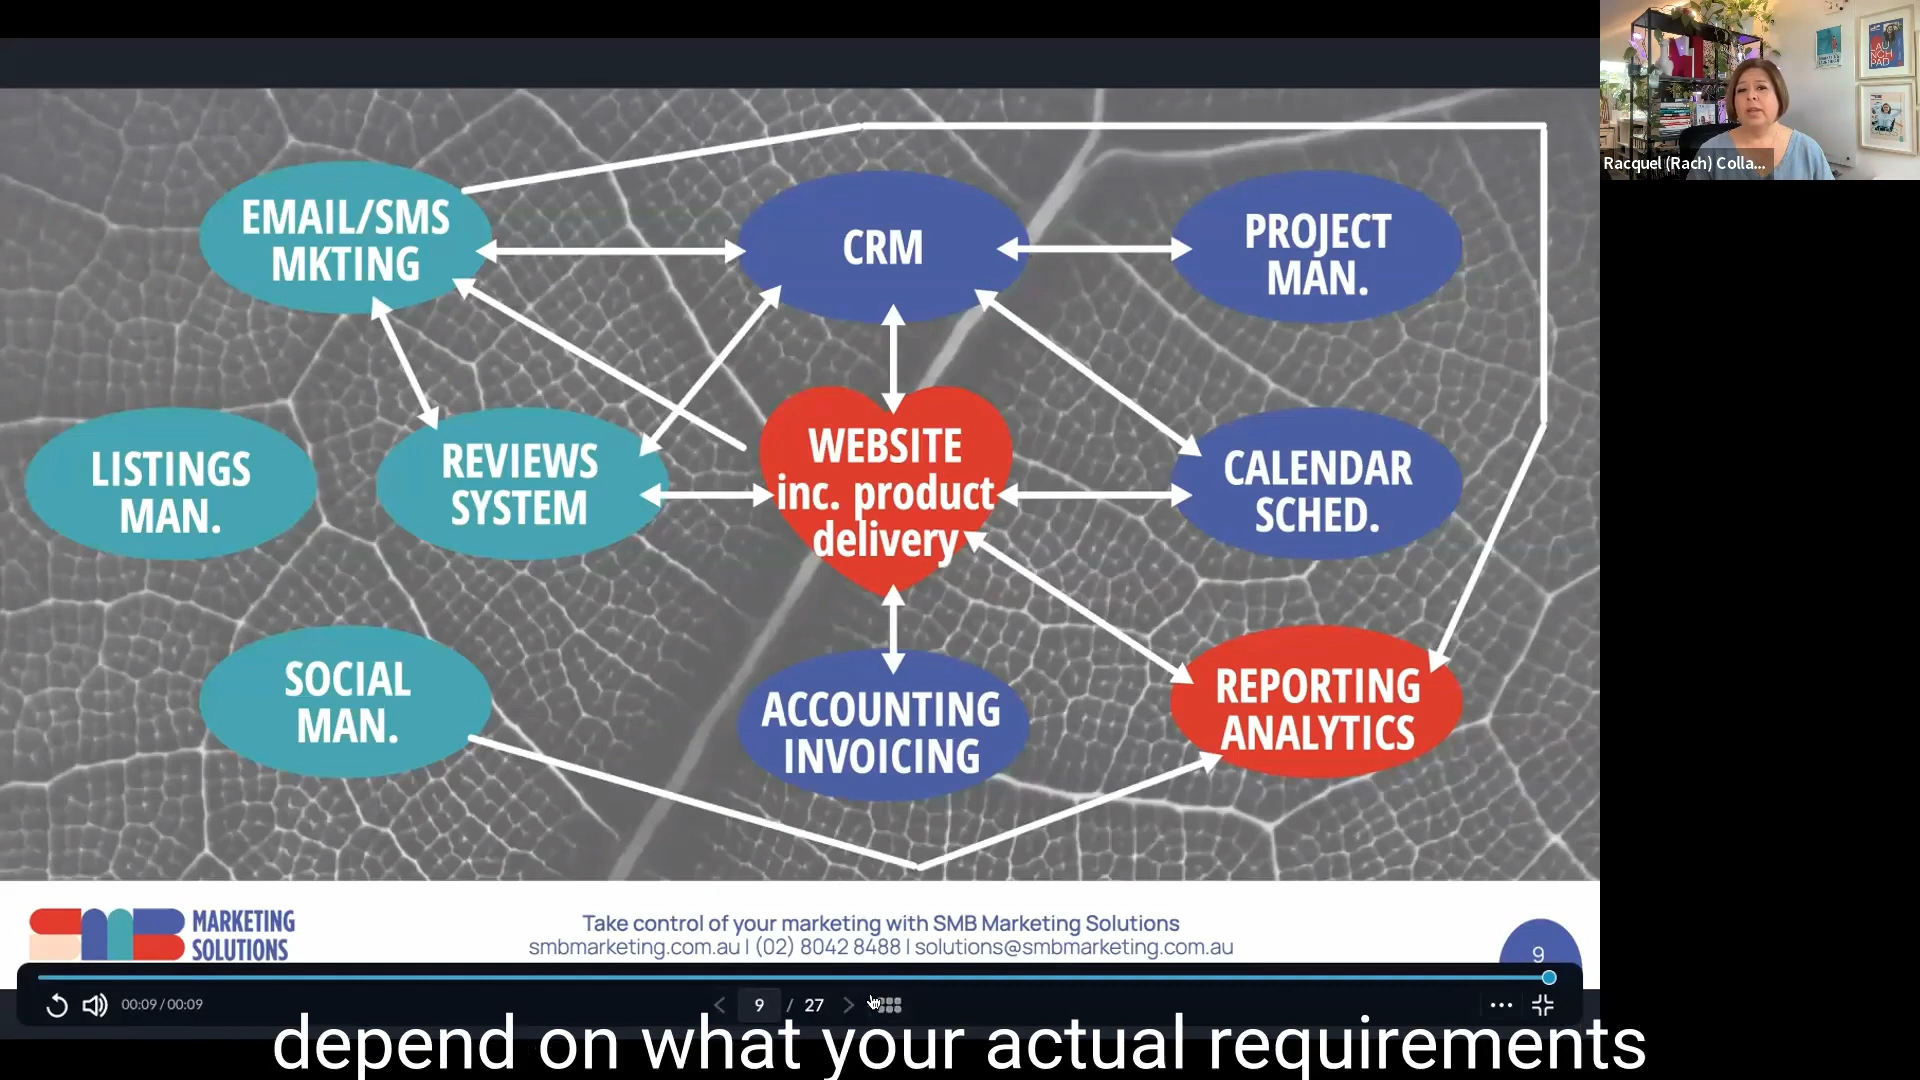 EMAIL/SMS
MKTING
CRM
PROJECT
MAN.
LISTINGS
MAN.
REVIEWS
SYSTEM
WEBSITE
inc. product
delivery
CALENDAR
SCHED.
SOCIAL
MAN.
ACCOUNTING
INVOICING
REPORTING
ANALYTICS
MARKETING
SOLUTIONS
Take control of your marketing with SMB Marketing Solutions
smbmarketing.com.au | (02) 8042 8488 | solutions@smbmarketing.com.au
9
00:09 / 00:09
9 / 27
depend on what your actual requirements
Racquel (Rach) Colla...
LAU
NCH
PAD